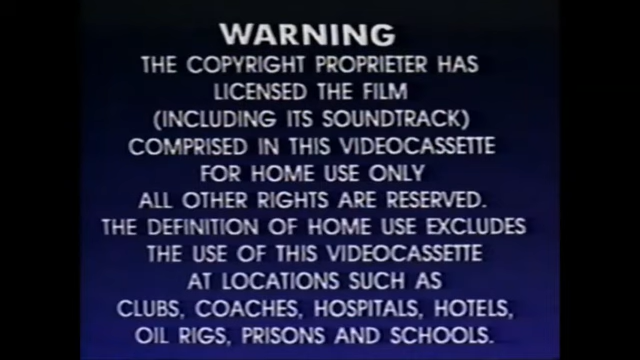 WARNING
THE COPYRIGHT PROPRIETER HAS
LICENSED THE FILM
(INCLUDING ITS SOUNDTRACK)
COMPRISED IN THIS VIDEOCASSETTE
FOR HOME USE ONLY
ALL OTHER RIGHTS ARE RESERVED.
THE DEFINITION OF HOME USE EXCLUDES
THE USE OF THIS VIDEOCASSETTE
AT LOCATIONS SUCH AS
CLUBS, COACHES, HOSPITALS, HOTELS,
OIL RIGS, PRISONS AND SCHOOLS.